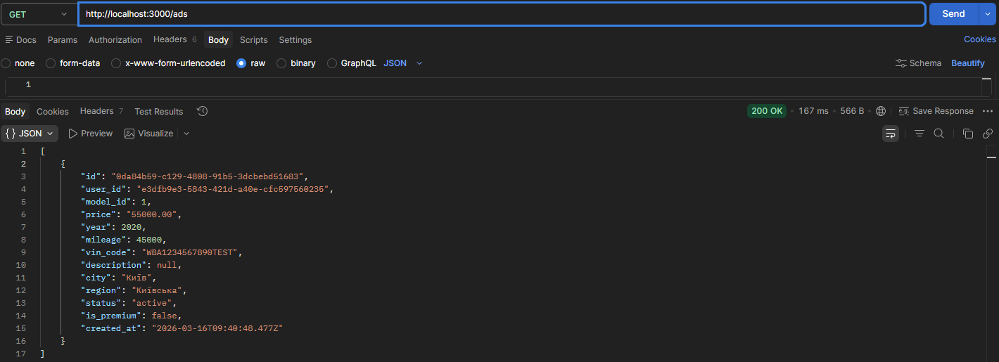 GET http://localhost:3000/ads Send
Docs Params Authorization Headers 6 Body Scripts Settings Cookies
none form-data x-www-form-urlencoded raw binary GraphQL JSON Schema Beautify
1
Body Cookies Headers 7 Test Results 200 OK • 167 ms • 566 B e.g. Save Response
{} JSON Preview Visualize
1 [
2 {
3 "id": "0da84b59-c129-4808-91b5-3dcbebd51683",
4 "user_id": "e3dfb9e3-5843-421d-a40e-cfc597560235",
5 "model_id": 1,
6 "price": "55000.00",
7 "year": 2020,
8 "mileage": 45000,
9 "vin_code": "WBA1234567890TEST",
10 "description": null,
11 "city": "Київ",
12 "region": "Київська",
13 "status": "active",
14 "is_premium": false,
15 "created_at": "2026-03-16T09:40:48.477Z"
16 }
17 ]